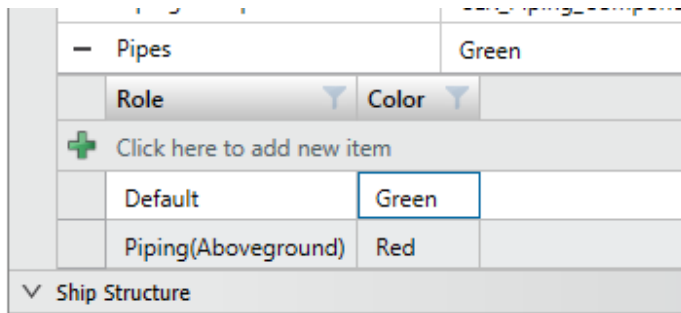 Pipes Green
Role Color
Click here to add new item
Default Green
Piping(Aboveground) Red
Ship Structure